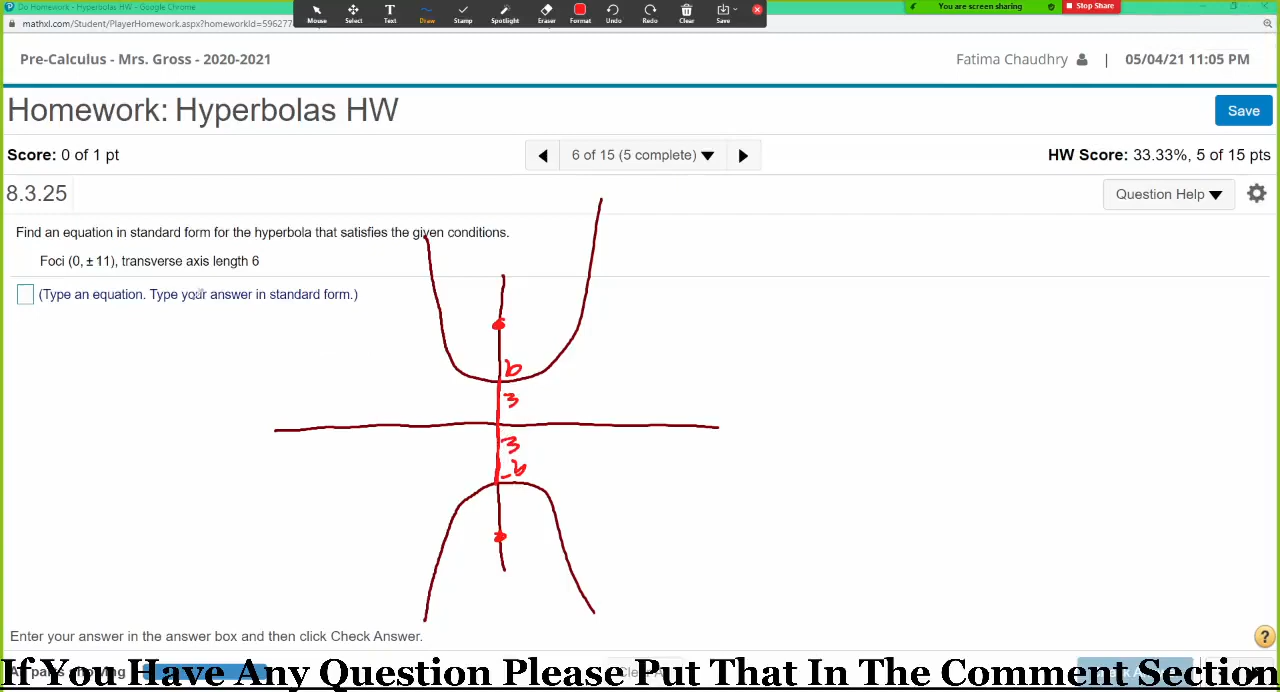 Do Homework - Hyperbolas HW - Google Chrome
mathxl.com/Student/PlayerHomework.aspx?homeworkId=596277
Mouse Select Text Draw Stamp Spotlight Eraser Format Undo Redo Clear Save
You are screen sharing Stop Share
Pre-Calculus - Mrs. Gross - 2020-2021
Fatima Chaudhry | 05/04/21 11:05 PM
Homework: Hyperbolas HW
Save
Score: 0 of 1 pt
6 of 15 (5 complete)
HW Score: 33.33%, 5 of 15 pts
8.3.25
Question Help
Find an equation in standard form for the hyperbola that satisfies the given conditions.
Foci (0, ± 11), transverse axis length 6
(Type an equation. Type your answer in standard form.)
b
3
3
-b
Enter your answer in the answer box and then click Check Answer.
?
If You Have Any Question Please Put That In The Comment Section